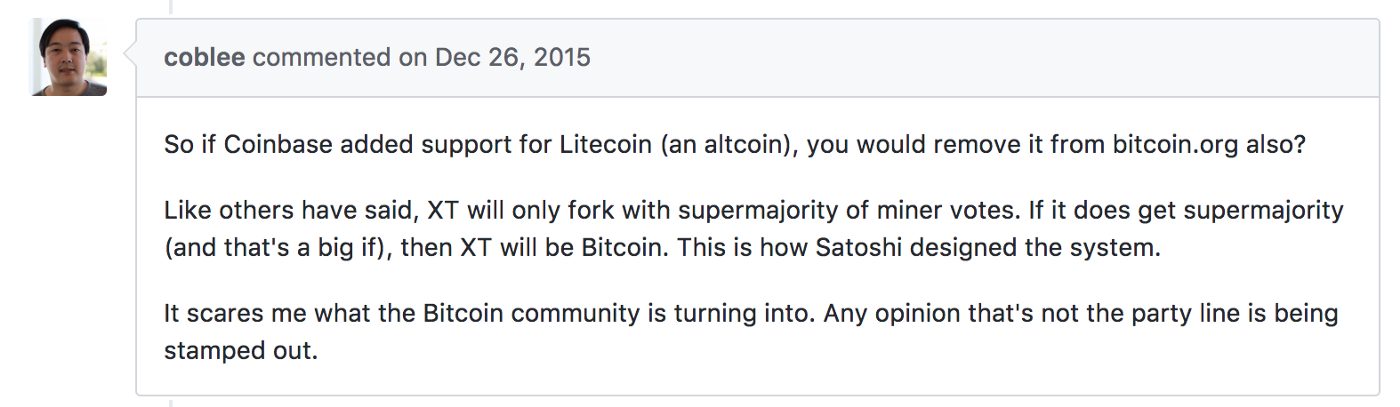 coblee commented on Dec 26, 2015
So if Coinbase added support for Litecoin (an altcoin), you would remove it from bitcoin.org also?
Like others have said, XT will only fork with supermajority of miner votes. If it does get supermajority
(and that's a big if), then XT will be Bitcoin. This is how Satoshi designed the system.
It scares me what the Bitcoin community is turning into. Any opinion that's not the party line is being
stamped out.